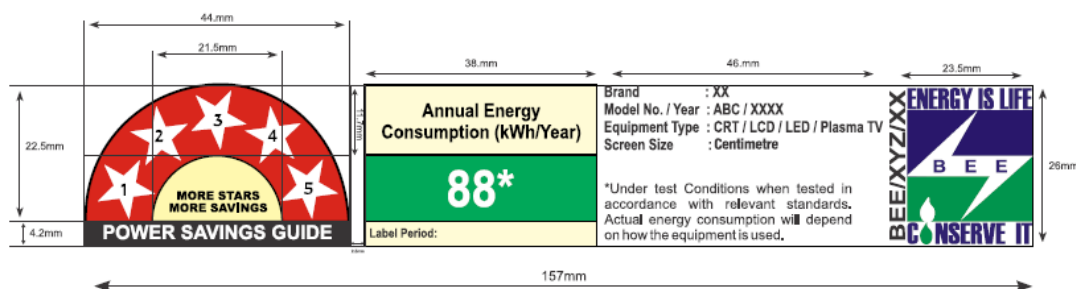 44.mm
21.5mm
38.mm
46.mm
23.5mm
22.5mm
4.2mm
11.7mm
1
2
3
4
5
MORE STARS
MORE SAVINGS
POWER SAVINGS GUIDE
Annual Energy
Consumption (kWh/Year)
88*
Label Period:
Brand : XX
Model No. / Year : ABC / XXXX
Equipment Type : CRT / LCD / LED / Plasma TV
Screen Size : Centimetre
*Under test Conditions when tested in
accordance with relevant standards.
Actual energy consumption will depend
on how the equipment is used.
BEE/XYZ/XX
ENERGY IS LIFE
BEE
CONSERVE IT
26mm
157mm